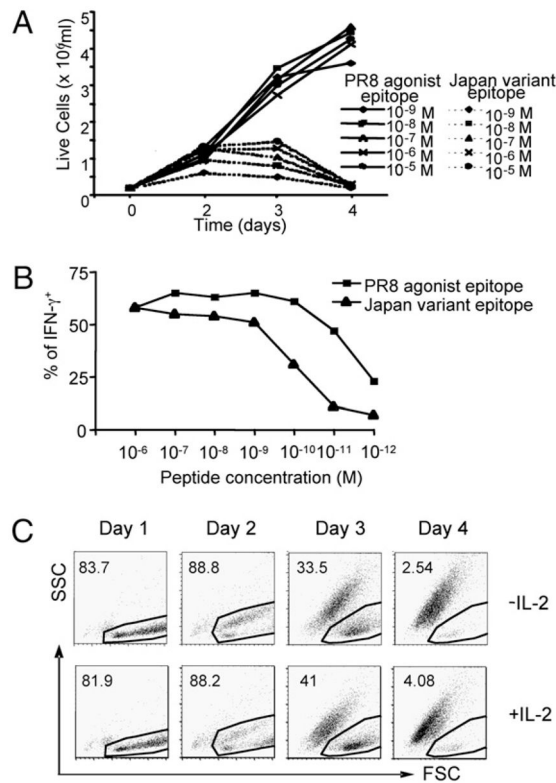 A
Live Cells (x 10⁶/ml)
5
4
3
2
1
0
0 2 3 4
Time (days)
PR8 agonist epitope
10⁻⁹ M
10⁻⁸ M
10⁻⁷ M
10⁻⁶ M
10⁻⁵ M
Japan variant epitope
10⁻⁹ M
10⁻⁸ M
10⁻⁷ M
10⁻⁶ M
10⁻⁵ M
B
% of IFN-γ⁺
75
50
25
0
10⁻⁶ 10⁻⁷ 10⁻⁸ 10⁻⁹ 10⁻¹⁰ 10⁻¹¹ 10⁻¹²
Peptide concentration (M)
PR8 agonist epitope
Japan variant epitope
C
Day 1 Day 2 Day 3 Day 4
SSC
83.7 88.8 33.5 2.54
-IL-2
81.9 88.2 41 4.08
+IL-2
FSC